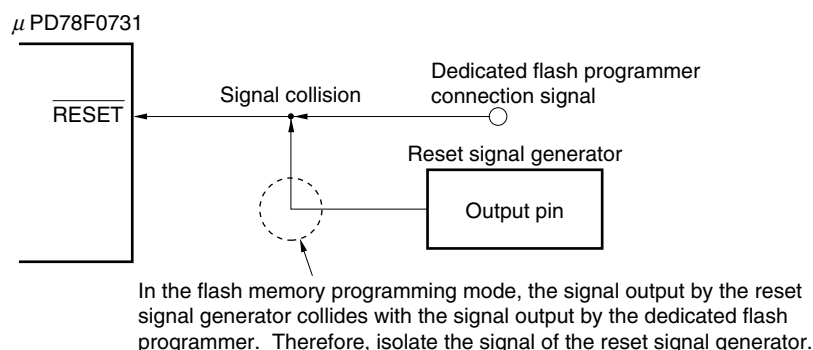 μ PD78F0731
Dedicated flash programmer
connection signal
Signal collision
RESET
Reset signal generator
Output pin
In the flash memory programming mode, the signal output by the reset
signal generator collides with the signal output by the dedicated flash
programmer. Therefore, isolate the signal of the reset signal generator.